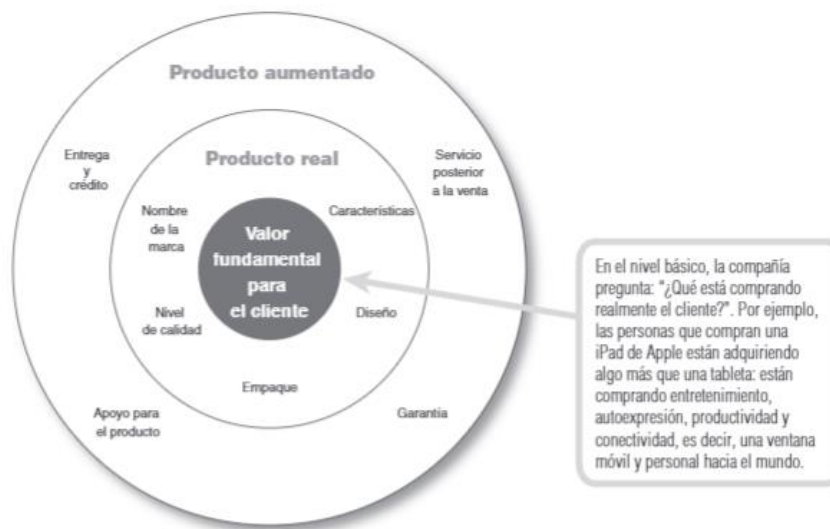 Producto aumentado
Entrega
y
crédito
Producto real
Servicio
posterior
a la venta
Nombre
de la
marca
Características
Valor
fundamental
para
el cliente
Nivel
de calidad
Diseño
Empaque
Apoyo para
el producto
Garantía
En el nivel básico, la compañía
pregunta: “¿Qué está comprando
realmente el cliente?”. Por ejemplo,
las personas que compran una
iPad de Apple están adquiriendo
algo más que una tableta: están
comprando entretenimiento,
autoexpresión, productividad y
conectividad, es decir, una ventana
móvil y personal hacia el mundo.